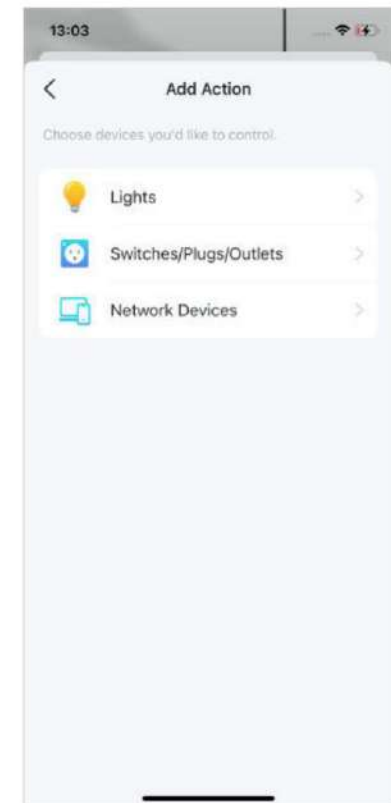 13:03
Add Action
Choose devices you'd like to control.
Lights
Switches/Plugs/Outlets
Network Devices